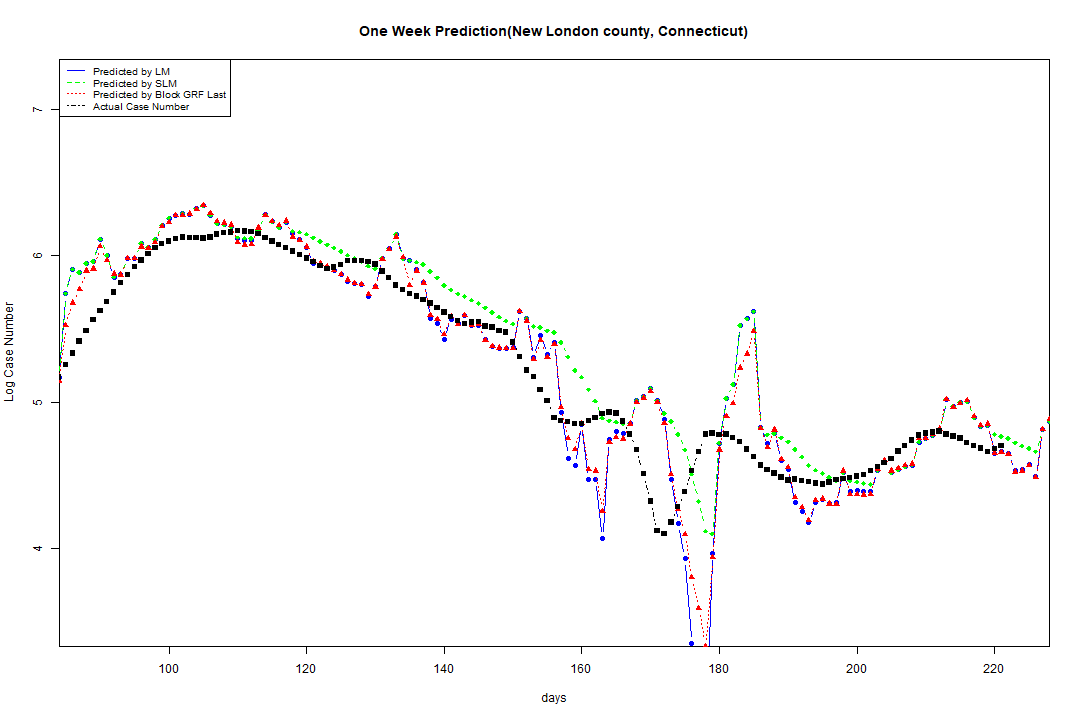 One Week Prediction(New London county, Connecticut)
Predicted by LM
Predicted by SLM
Predicted by Block GRF Last
Actual Case Number
7
6
5
4
Log Case Number
100 120 140 160 180 200 220
days